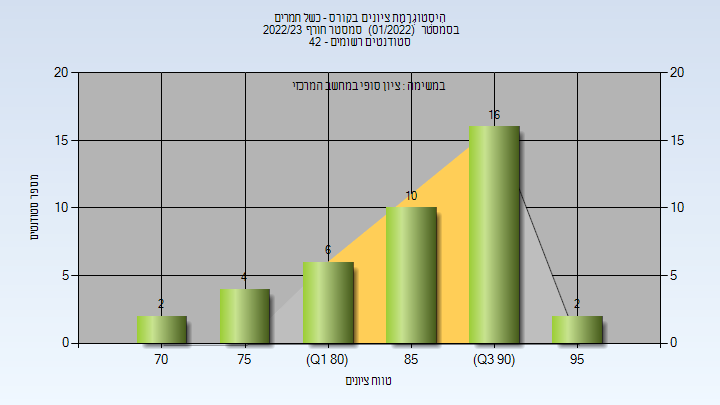 היסטוגרמת ציונים בקורס - כשל חמרים
בסמסטר (01/2022) סמסטר חורף 2022/23
סטודנטים רשומים - 42
במשימה : ציון סופי במחשב המרכזי
20
15
10
5
0
20
15
10
5
0
מספר סטודנטים
2
4
6
10
16
2
70
75
(Q1 80)
85
(Q3 90)
95
טווח ציונים